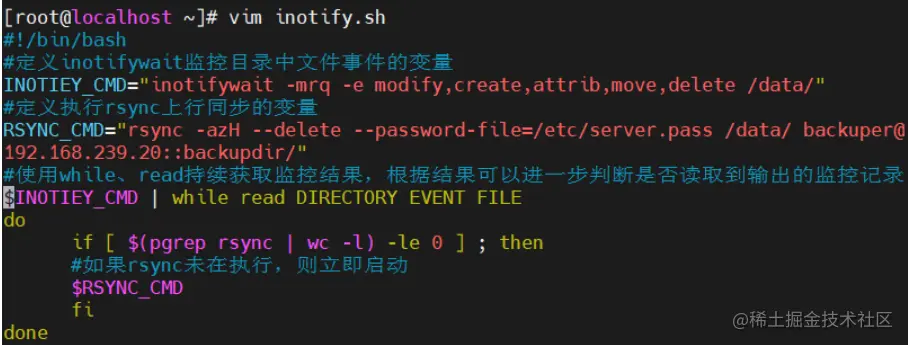 [root@localhost ~]# vim inotify.sh
#!/bin/bash
#定义inotifywait监控目录中文件事件的变量
INOTIEY_CMD="inotifywait -mrq -e modify,create,attrib,move,delete /data/"
#定义执行rsync上行同步的变量
RSYNC_CMD="rsync -azH --delete --password-file=/etc/server.pass /data/ backuper@
192.168.239.20::backupdir/"
#使用while、read持续获取监控结果，根据结果可以进一步判断是否读取到输出的监控记录
$INOTIEY_CMD | while read DIRECTORY EVENT FILE
do
      if [ $(pgrep rsync | wc -l) -le 0 ] ; then
      #如果rsync未在执行，则立即启动
      $RSYNC_CMD
      fi
done
@稀土掘金技术社区